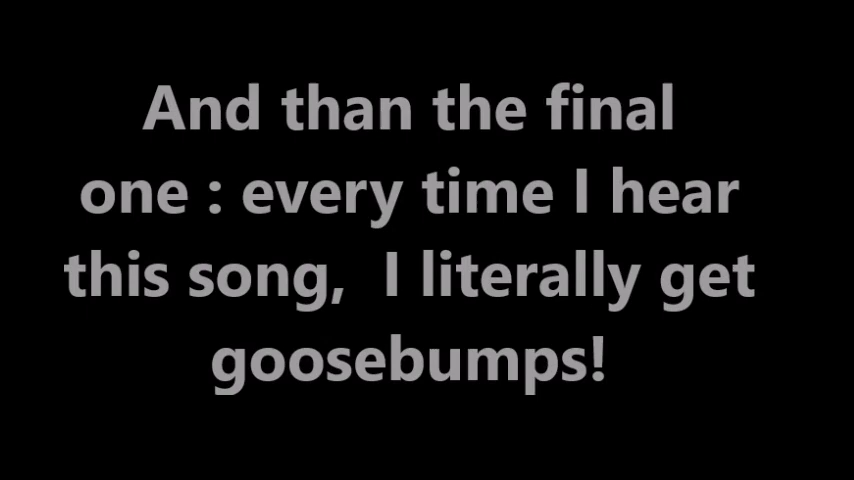 And than the final
one : every time I hear
this song,  I literally get
goosebumps!